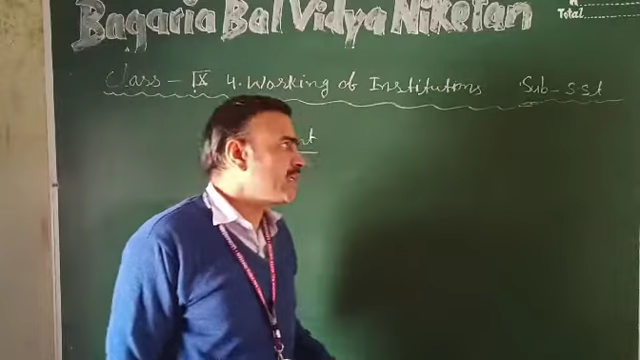 Bagaria Bal Vidya Niketan
Total
Class - IX 4. Working of Institutions Sub - SSt